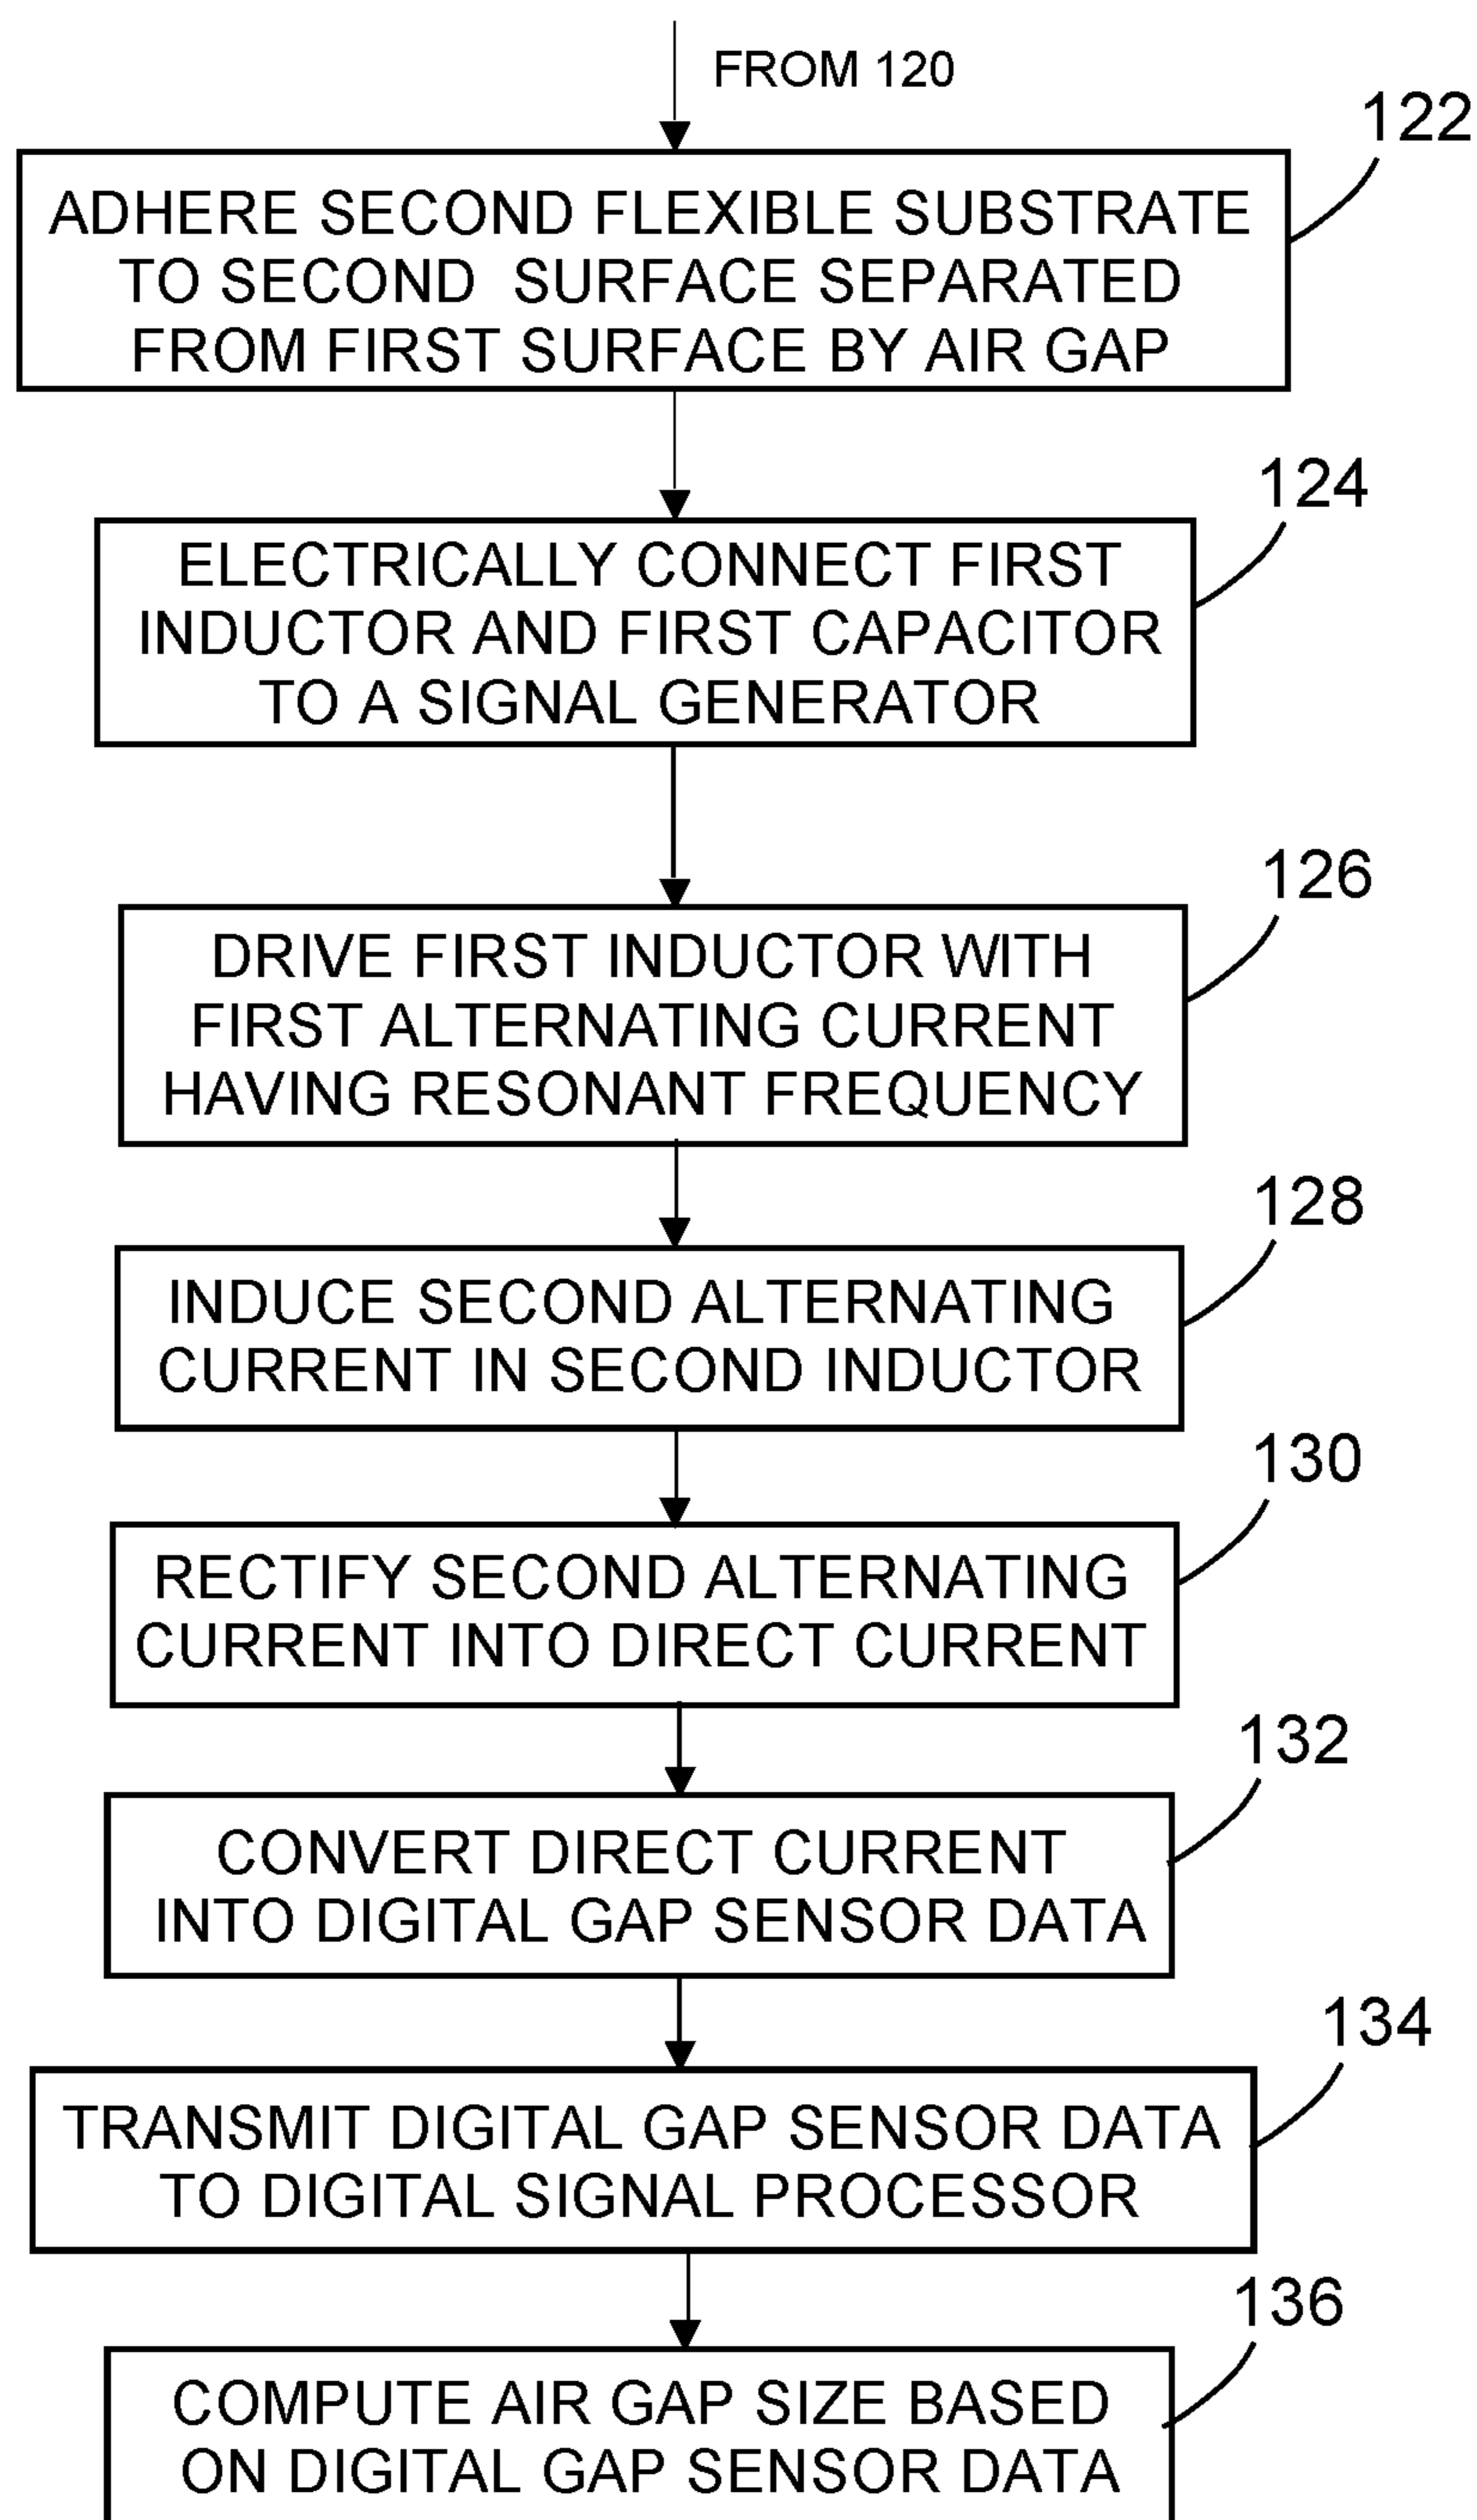 FROM 120
122
ADHERE SECOND FLEXIBLE SUBSTRATE
TO SECOND SURFACE SEPARATED
FROM FIRST SURFACE BY AIR GAP
124
ELECTRICALLY CONNECT FIRST
INDUCTOR AND FIRST CAPACITOR
TO A SIGNAL GENERATOR
126
DRIVE FIRST INDUCTOR WITH
FIRST ALTERNATING CURRENT
HAVING RESONANT FREQUENCY
128
INDUCE SECOND ALTERNATING
CURRENT IN SECOND INDUCTOR
130
RECTIFY SECOND ALTERNATING
CURRENT INTO DIRECT CURRENT
132
CONVERT DIRECT CURRENT
INTO DIGITAL GAP SENSOR DATA
134
TRANSMIT DIGITAL GAP SENSOR DATA
TO DIGITAL SIGNAL PROCESSOR
136
COMPUTE AIR GAP SIZE BASED
ON DIGITAL GAP SENSOR DATA